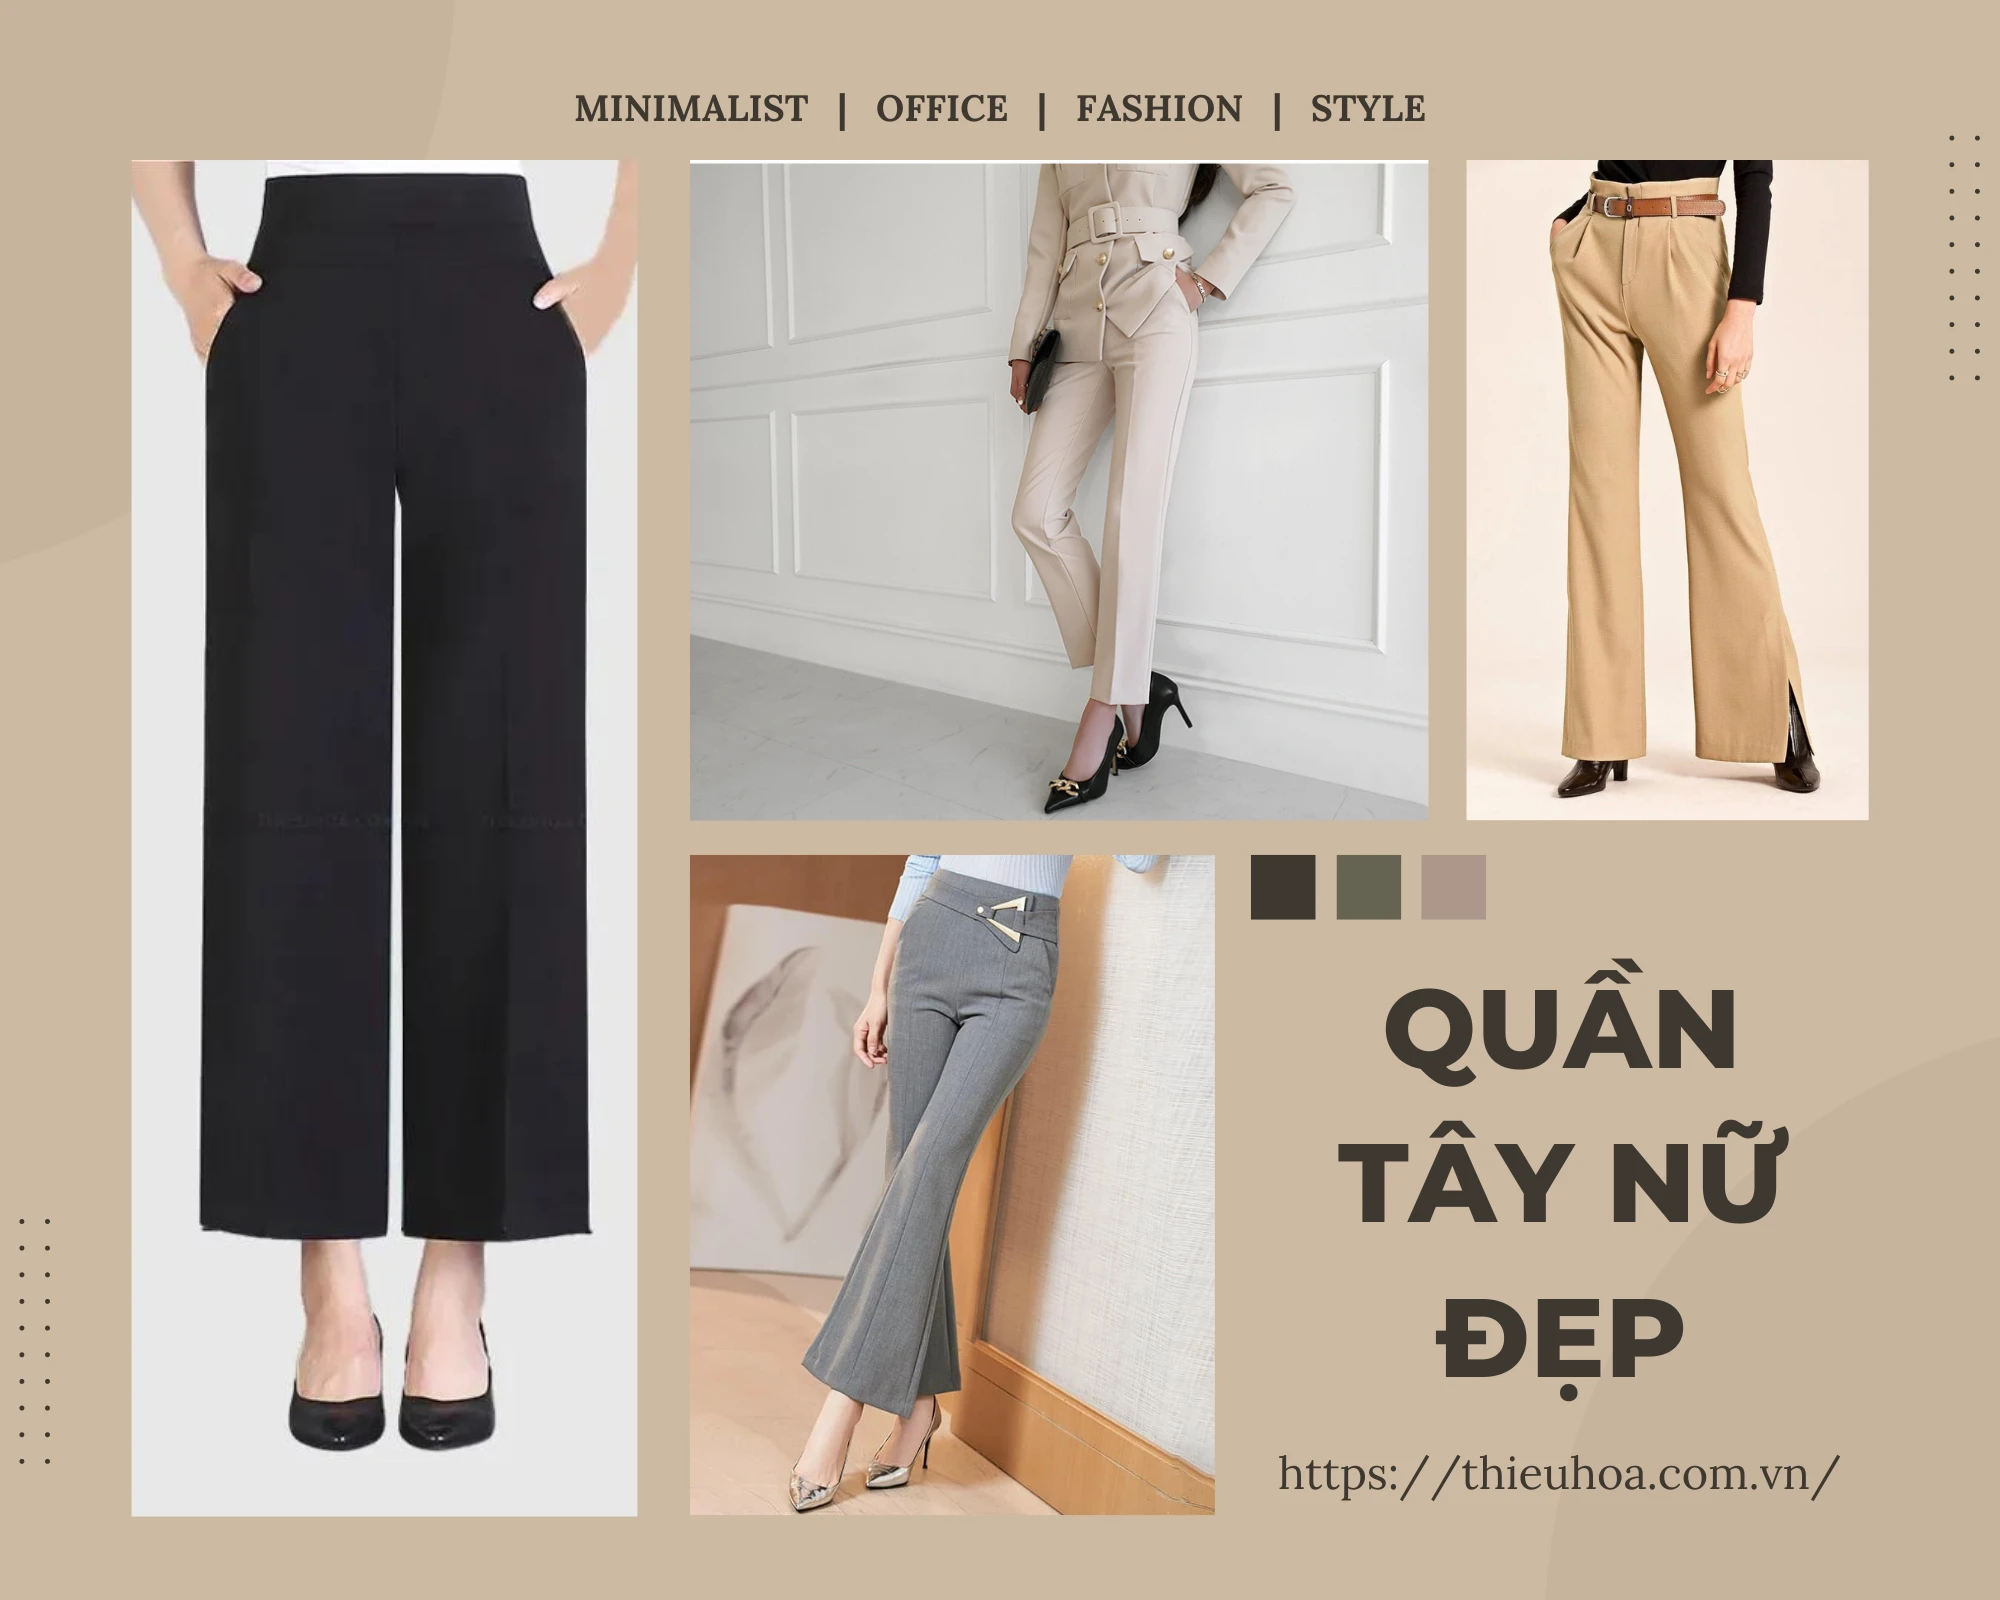 MINIMALIST | OFFICE | FASHION | STYLE
QUẦN
TÂY NỮ
ĐẸP
https://thieuhoa.com.vn/